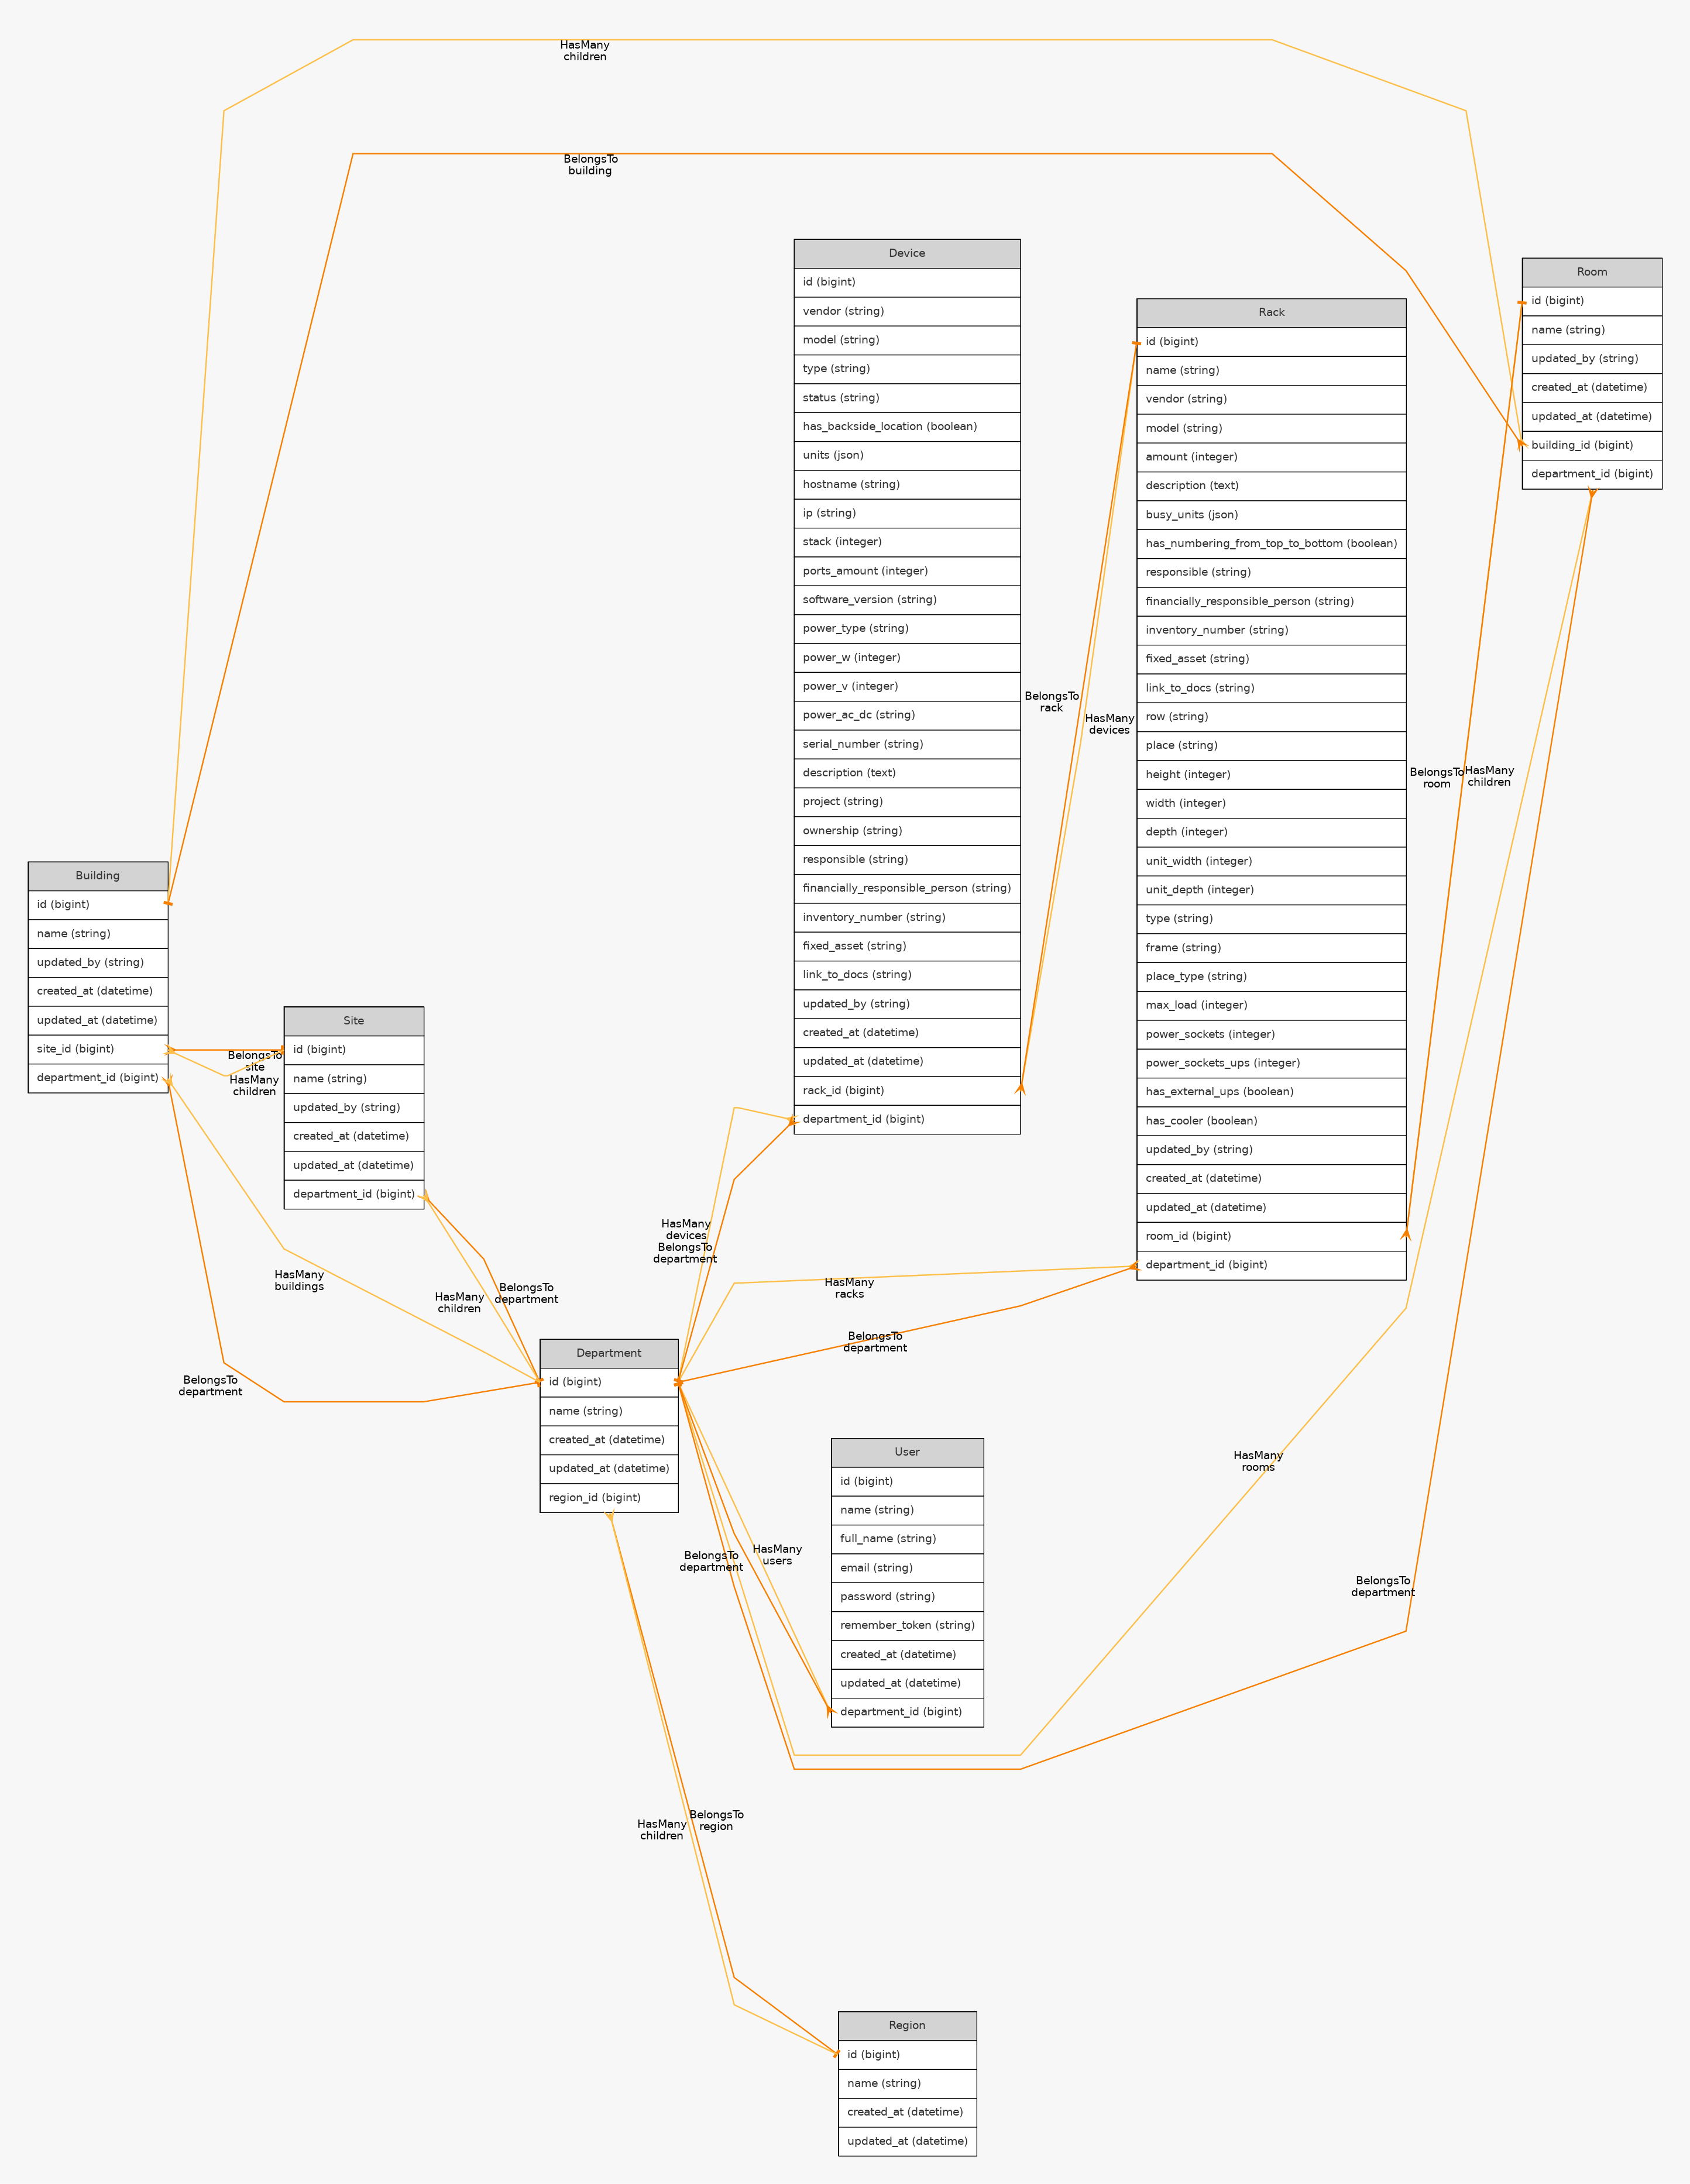 HasMany
children
BelongsTo
building
Device
id (bigint)
vendor (string)
model (string)
type (string)
status (string)
has_backside_location (boolean)
units (json)
hostname (string)
ip (string)
stack (integer)
ports_amount (integer)
software_version (string)
power_type (string)
power_w (integer)
power_v (integer)
power_ac_dc (string)
serial_number (string)
description (text)
project (string)
ownership (string)
responsible (string)
financially_responsible_person (string)
inventory_number (string)
fixed_asset (string)
link_to_docs (string)
updated_by (string)
created_at (datetime)
updated_at (datetime)
rack_id (bigint)
department_id (bigint)
BelongsTo
rack
HasMany
devices
Rack
id (bigint)
name (string)
vendor (string)
model (string)
amount (integer)
description (text)
busy_units (json)
has_numbering_from_top_to_bottom (boolean)
responsible (string)
financially_responsible_person (string)
inventory_number (string)
fixed_asset (string)
link_to_docs (string)
row (string)
place (string)
height (integer)
width (integer)
depth (integer)
unit_width (integer)
unit_depth (integer)
type (string)
frame (string)
place_type (string)
max_load (integer)
power_sockets (integer)
power_sockets_ups (integer)
has_external_ups (boolean)
has_cooler (boolean)
updated_by (string)
created_at (datetime)
updated_at (datetime)
room_id (bigint)
department_id (bigint)
BelongsTo
room
HasMany
children
Room
id (bigint)
name (string)
updated_by (string)
created_at (datetime)
updated_at (datetime)
building_id (bigint)
department_id (bigint)
Building
id (bigint)
name (string)
updated_by (string)
created_at (datetime)
updated_at (datetime)
site_id (bigint)
department_id (bigint)
BelongsTo
site
HasMany
children
Site
id (bigint)
name (string)
updated_by (string)
created_at (datetime)
updated_at (datetime)
department_id (bigint)
HasMany
devices
BelongsTo
department
HasMany
buildings
HasMany
children
BelongsTo
department
HasMany
racks
BelongsTo
department
BelongsTo
department
Department
id (bigint)
name (string)
created_at (datetime)
updated_at (datetime)
region_id (bigint)
User
id (bigint)
name (string)
full_name (string)
email (string)
password (string)
remember_token (string)
created_at (datetime)
updated_at (datetime)
department_id (bigint)
BelongsTo
department
HasMany
users
HasMany
rooms
BelongsTo
department
HasMany
children
BelongsTo
region
Region
id (bigint)
name (string)
created_at (datetime)
updated_at (datetime)